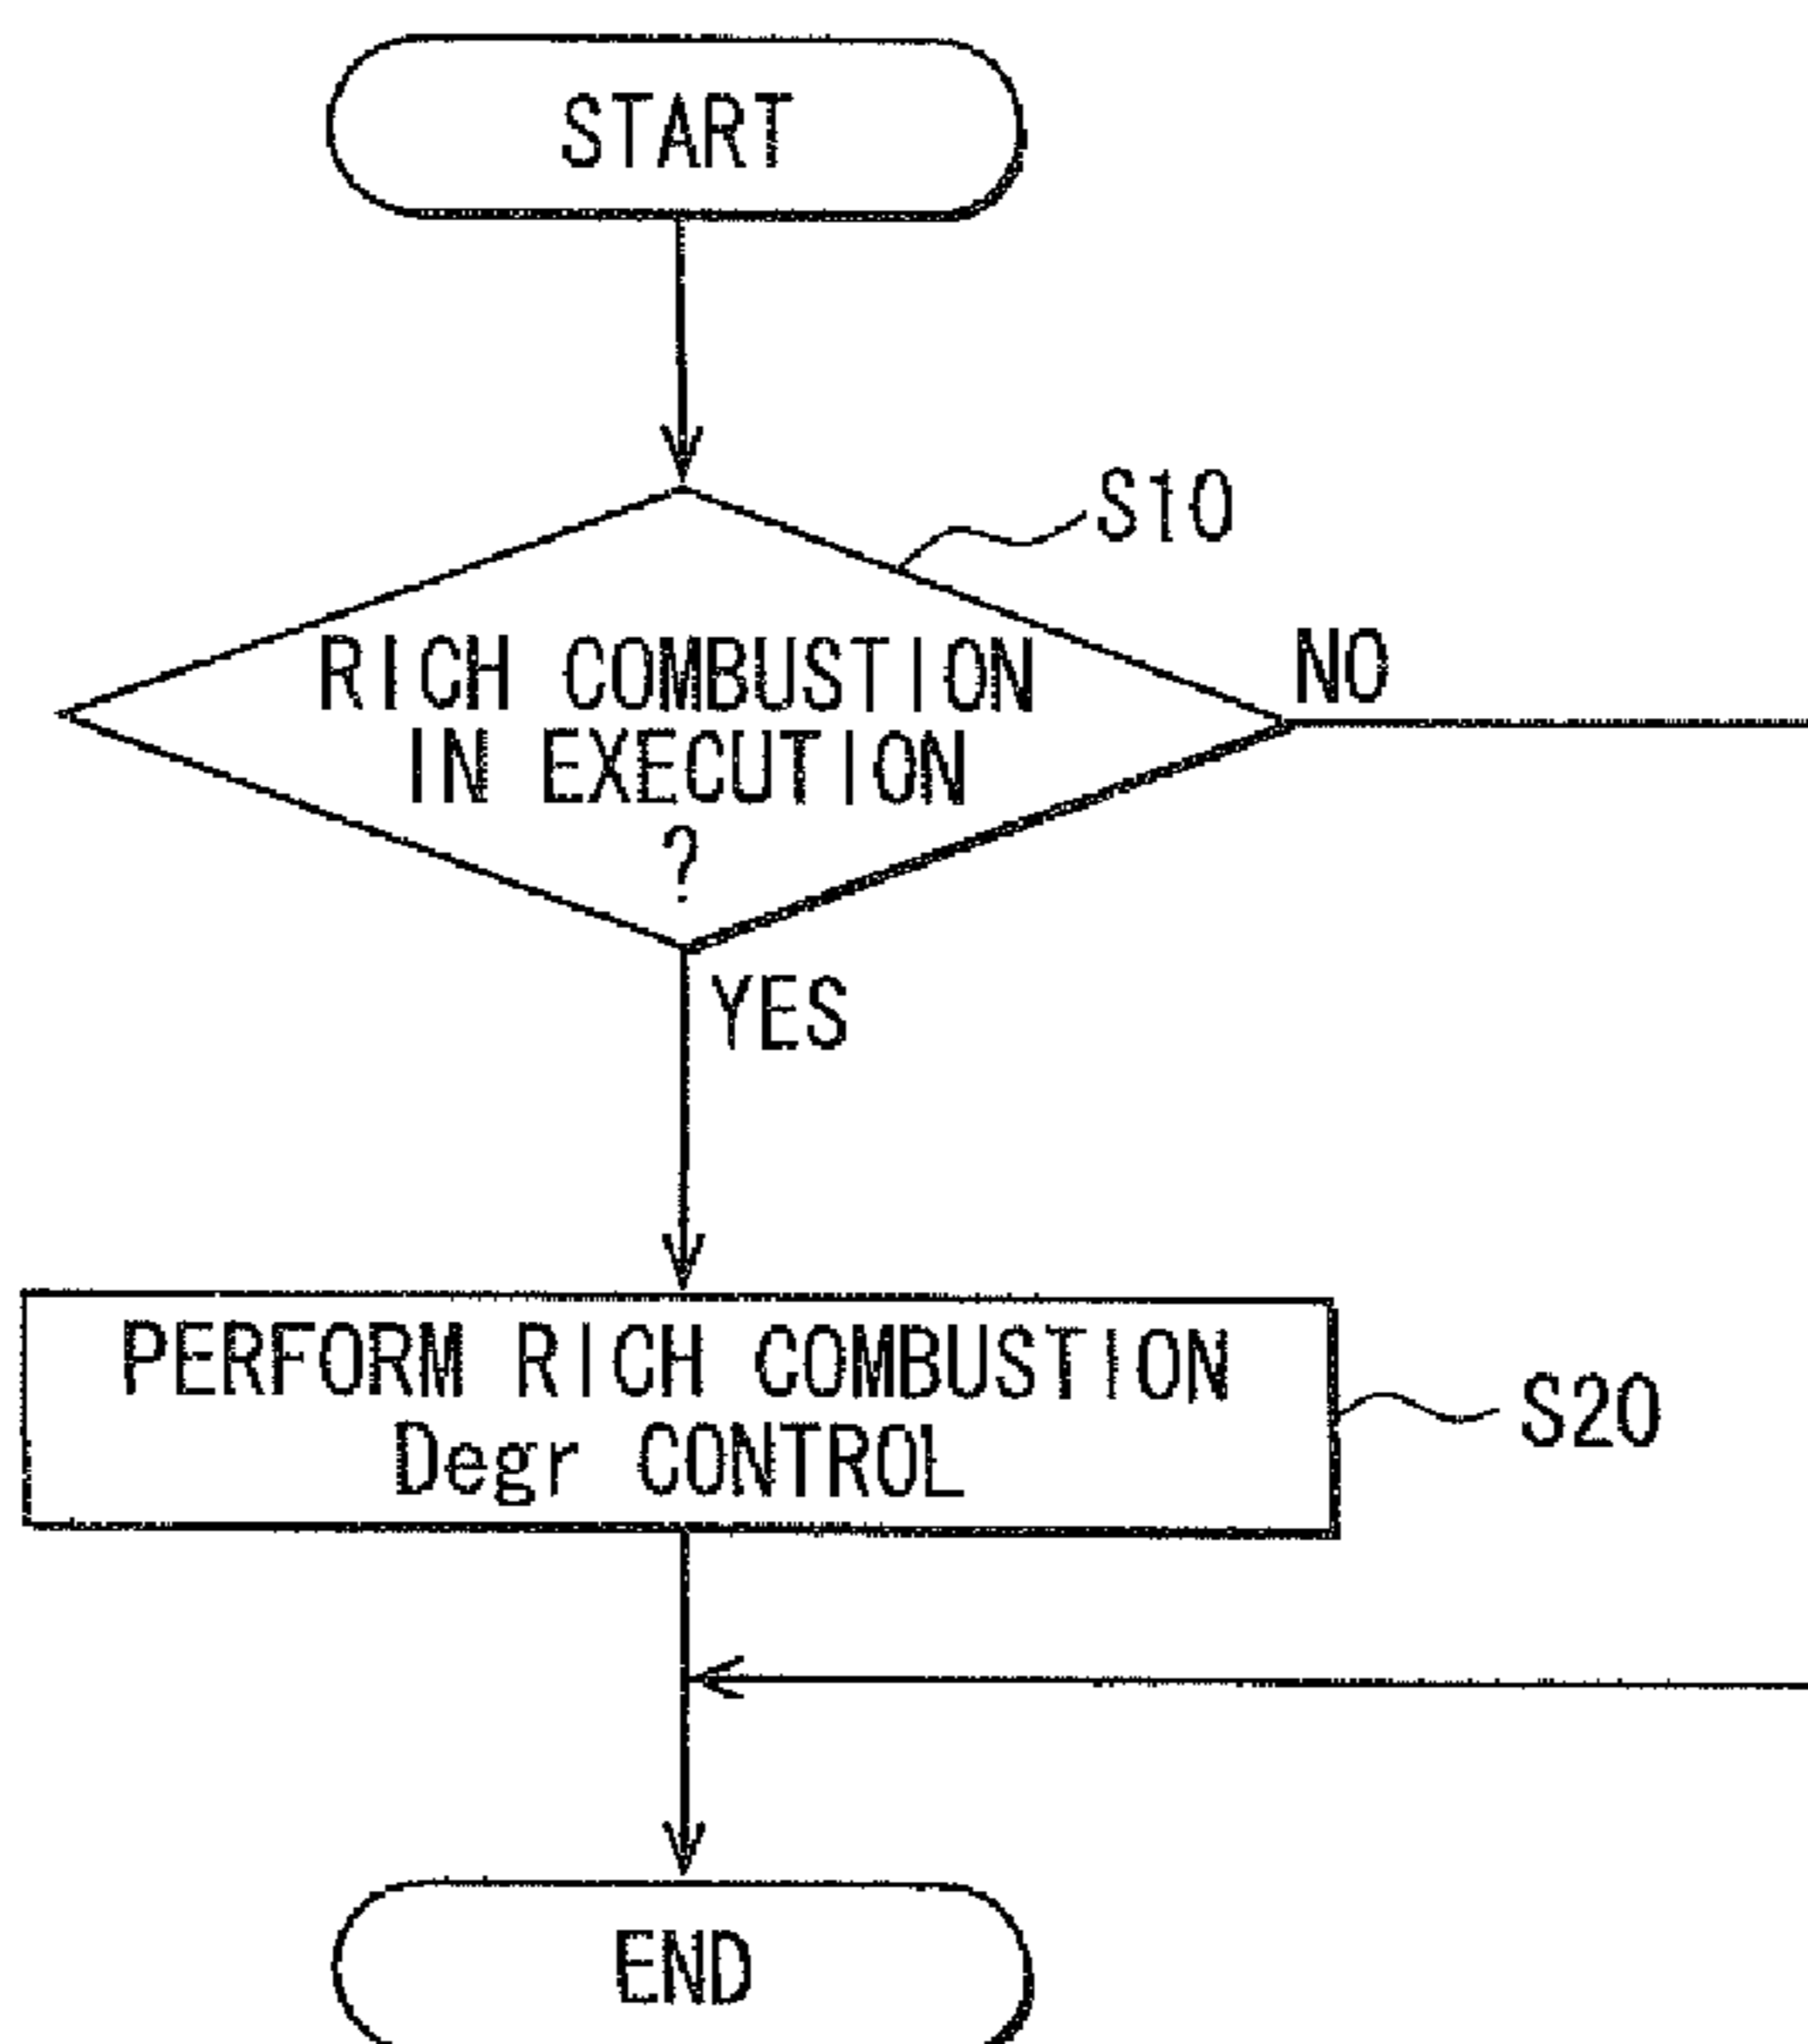 START
S10
RICH COMBUSTION
IN EXECUTION
?
NO
YES
PERFORM RICH COMBUSTION
Degr CONTROL
S20
END